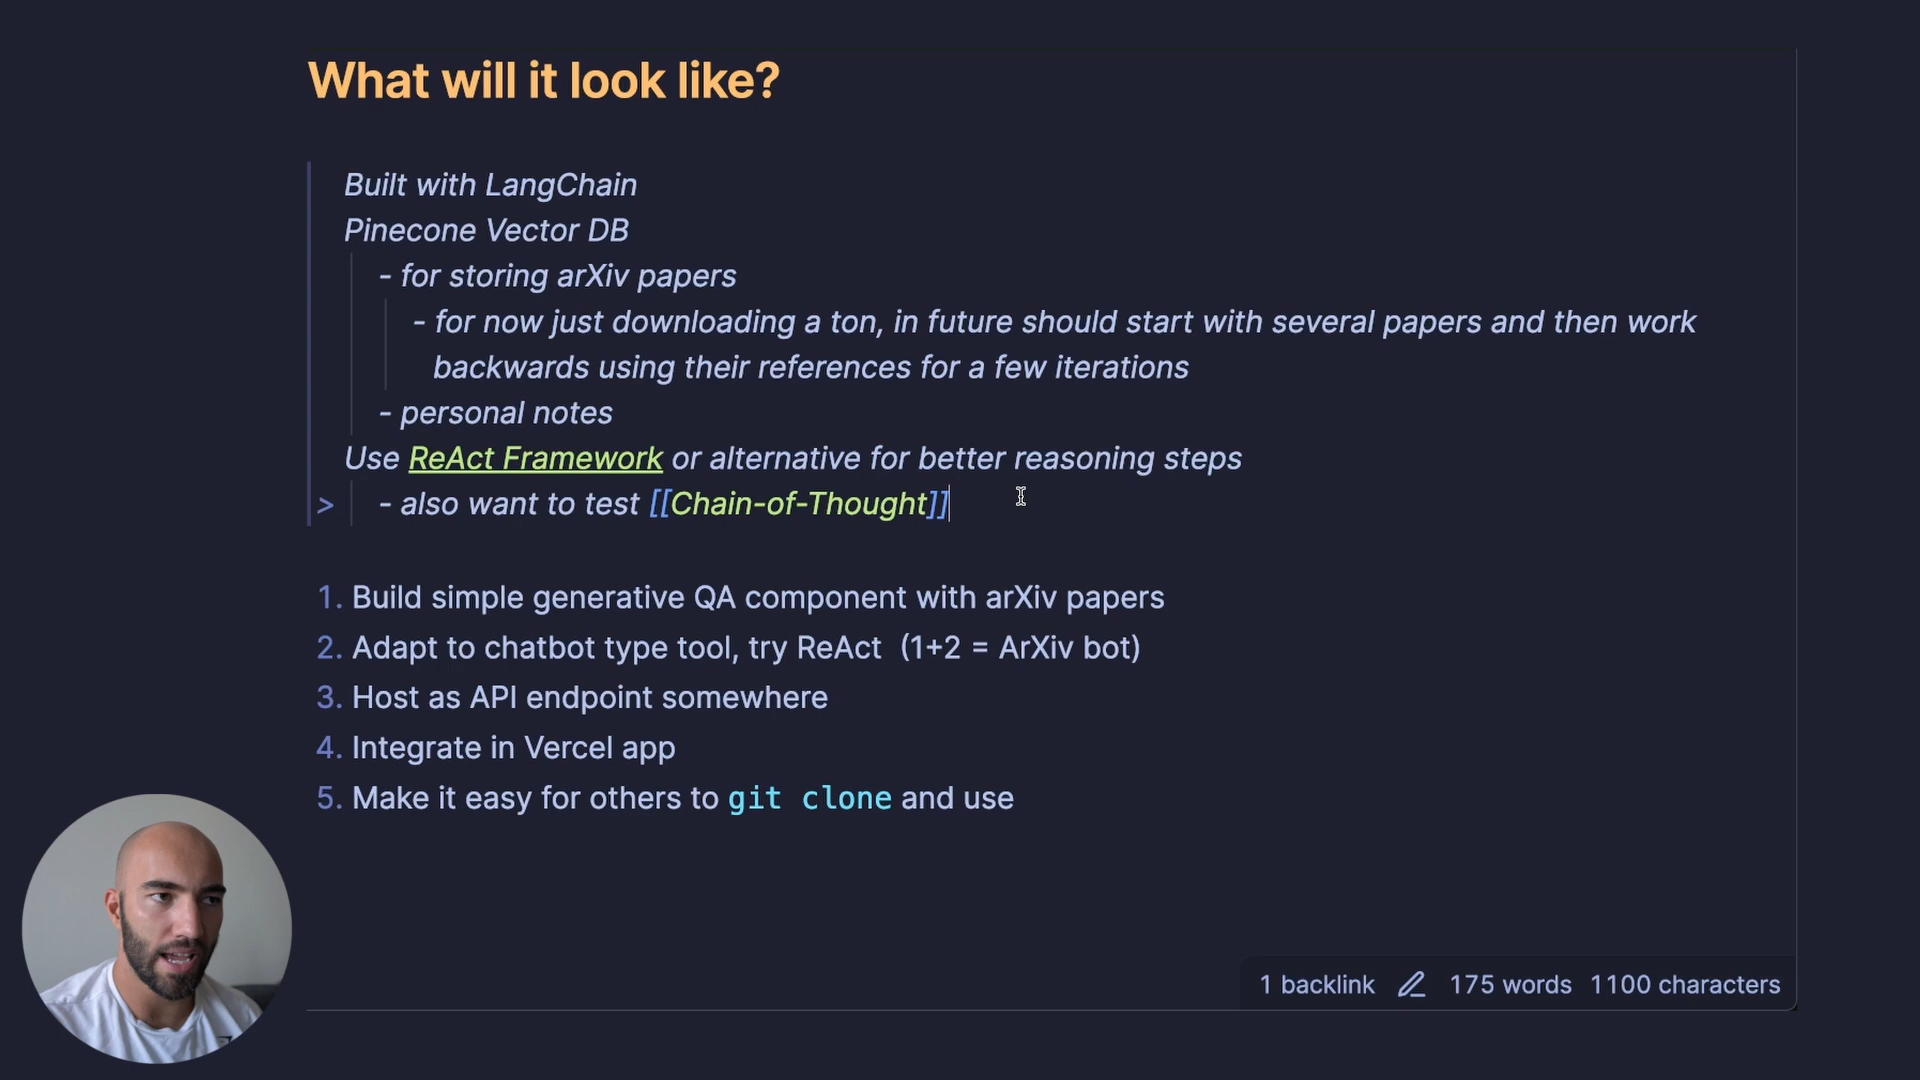 What will it look like?
Built with LangChain
Pinecone Vector DB
- for storing arXiv papers
- for now just downloading a ton, in future should start with several papers and then work
backwards using their references for a few iterations
- personal notes
Use ReAct Framework or alternative for better reasoning steps
> - also want to test [[Chain-of-Thought]]
1. Build simple generative QA component with arXiv papers
2. Adapt to chatbot type tool, try ReAct (1+2 = ArXiv bot)
3. Host as API endpoint somewhere
4. Integrate in Vercel app
5. Make it easy for others to git clone and use
1 backlink 175 words 1100 characters